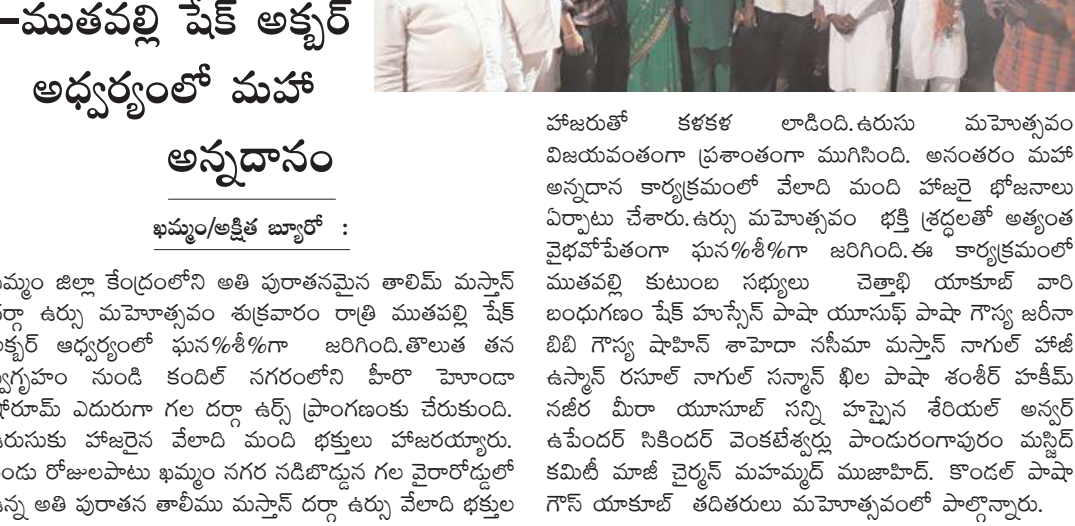 –ముతవల్లి షేక్ అక్బర్
అధ్వర్యంలో మహా
అన్నదానం
ఖమ్మం/అక్షిత బ్యూరో :
జిల్లా కేంద్రంలోని అతి పురాతనమైన తాలిమ్ మస్తాన్
ఉర్సు మహెూత్సవం శుక్రవారం రాత్రి ముతపల్లి షేక్
ఆధ్వర్యంలో ఘన%శీ%గా జరిగింది.తొలుత తన
నుండి కందిల్ నగరంలోని హీరొ హెూండా
ఎదురుగా గల దర్గా ఉర్స్ ప్రాంగణంకు చేరుకుంది.
హాజరైన వేలాది మంది భక్తులు హాజరయ్యారు.
రోజులపాటు ఖమ్మం నగర నడిబొడ్డున గల వైరారోడ్డులో
అతి పురాతన తాలీము మస్తాన్ దర్గా ఉర్సు వేలాది భక్తుల
హాజరుతో కళకళ లాడింది.ఉరుసు మహెుత్సవం
విజయవంతంగా ప్రశాంతంగా ముగిసింది. అనంతరం మహా
అన్నదాన కార్యక్రమంలో వేలాది మంది హాజరై భోజనాలు
ఏర్పాటు చేశారు.ఉర్సు మహెుత్సవం భక్తి శ్రద్ధలతో అత్యంత
వైభవోపేతంగా ఘన%శీ%గా జరిగింది.ఈ కార్యక్రమంలో
ముతవల్లి కుటుంబ సభ్యులు చెత్తాభి యాకూబ్ వారి
బంధుగణం షేక్ హుస్సేన్ పాషా యూసుఫ్ పాషా గౌస్య జరీనా
బిబి గౌస్య షాహిన్ శాహెదా నసీమా మస్తాన్ నాగుల్ హాజీ
ఉస్మాన్ రసూల్ నాగుల్ సన్మాన్ ఖిల పాషా శంశీర్ హకీమ్
నజీర మీరా యూసూబ్ సన్ని హస్సైన శేరియల్ అన్వర్
ఉపేందర్ సికిందర్ వెంకటేశ్వర్లు పాండురంగాపురం మస్జిద్
కమిటీ మాజీ చైర్మన్ మహమ్మద్ ముజాహిద్. కొండల్ పాషా
గౌస్ యాకూబ్ తదితరులు మహెూత్సవంలో పాల్గొన్నారు.